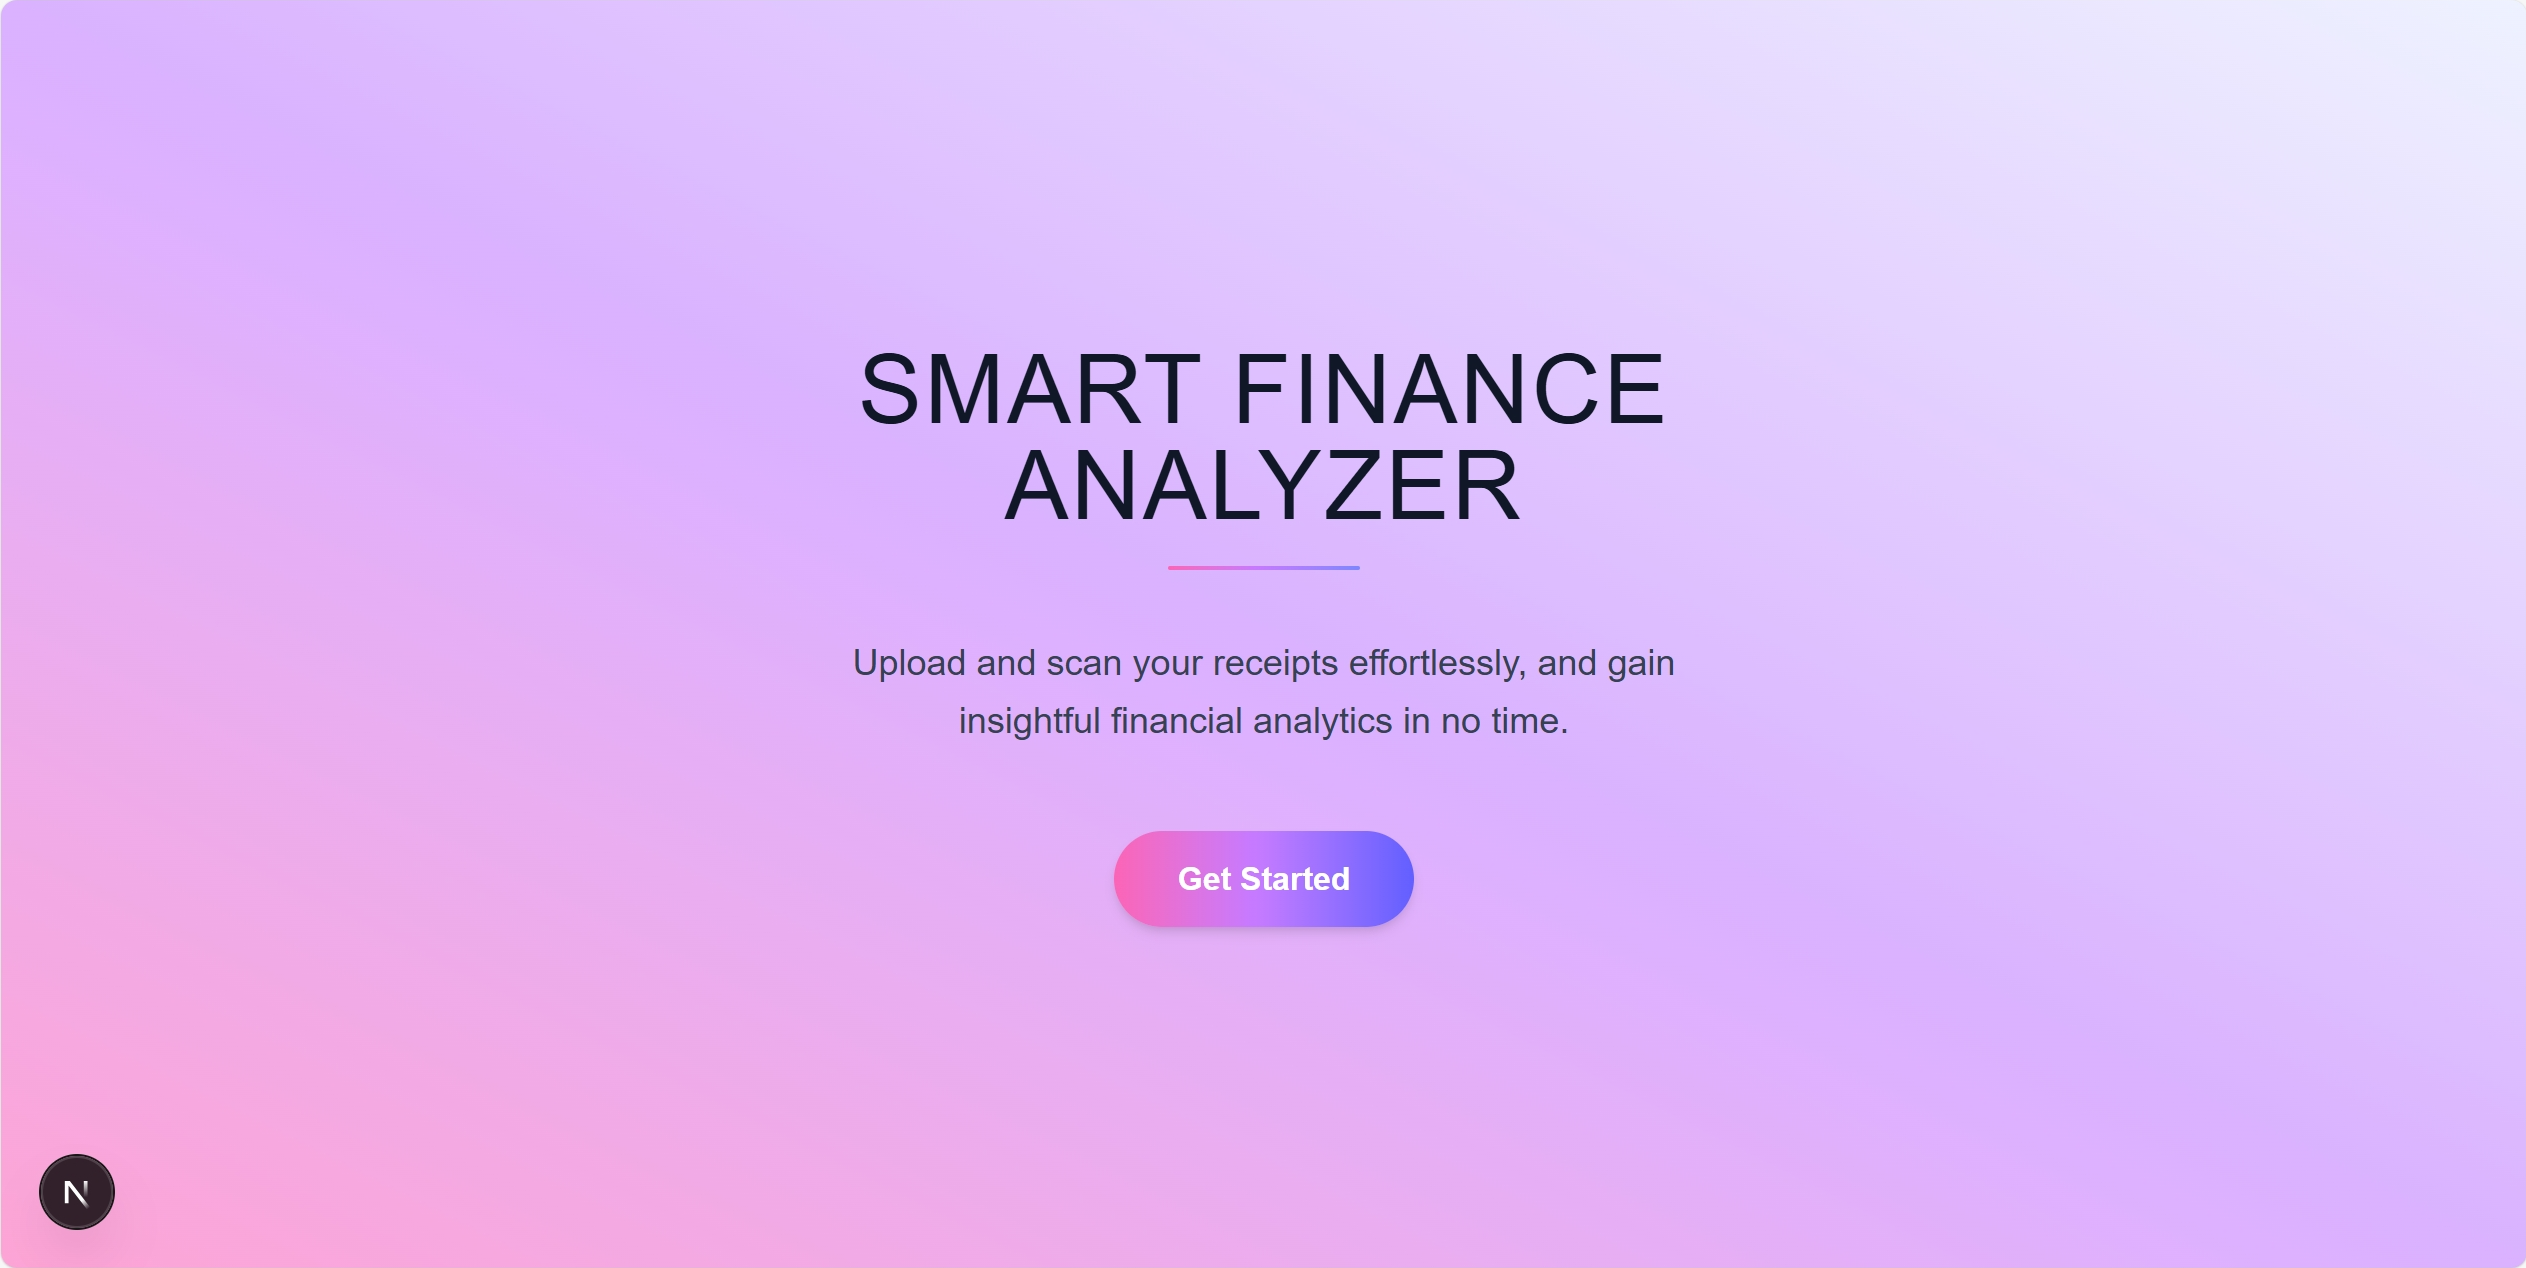 SMART FINANCE
ANALYZER
Upload and scan your receipts effortlessly, and gain
insightful financial analytics in no time.
Get Started
N